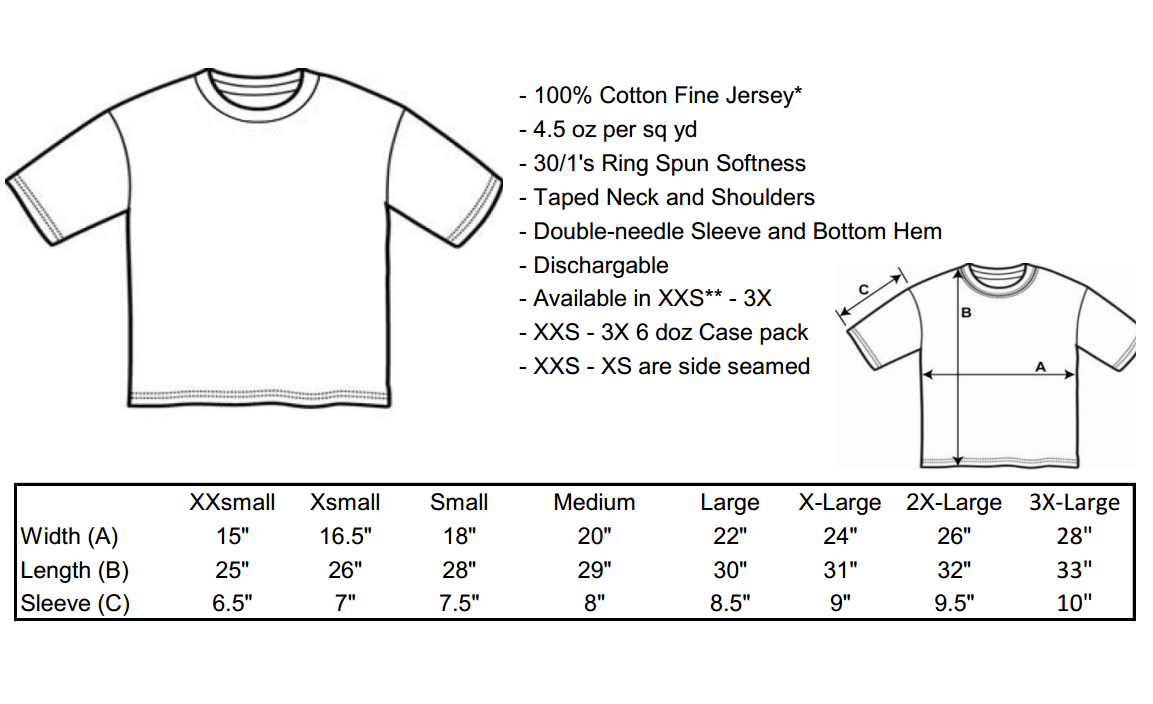 - 100% Cotton Fine Jersey*
- 4.5 oz per sq yd
- 30/1's Ring Spun Softness
- Taped Neck and Shoulders
- Double-needle Sleeve and Bottom Hem
- Dischargable
- Available in XXS** - 3X
- XXS - 3X 6 doz Case pack
- XXS - XS are side seamed
C
B
A
XXsmall Xsmall Small Medium Large X-Large 2X-Large 3X-Large
Width (A) 15" 16.5" 18" 20" 22" 24" 26" 28"
Length (B) 25" 26" 28" 29" 30" 31" 32" 33"
Sleeve (C) 6.5" 7" 7.5" 8" 8.5" 9" 9.5" 10"